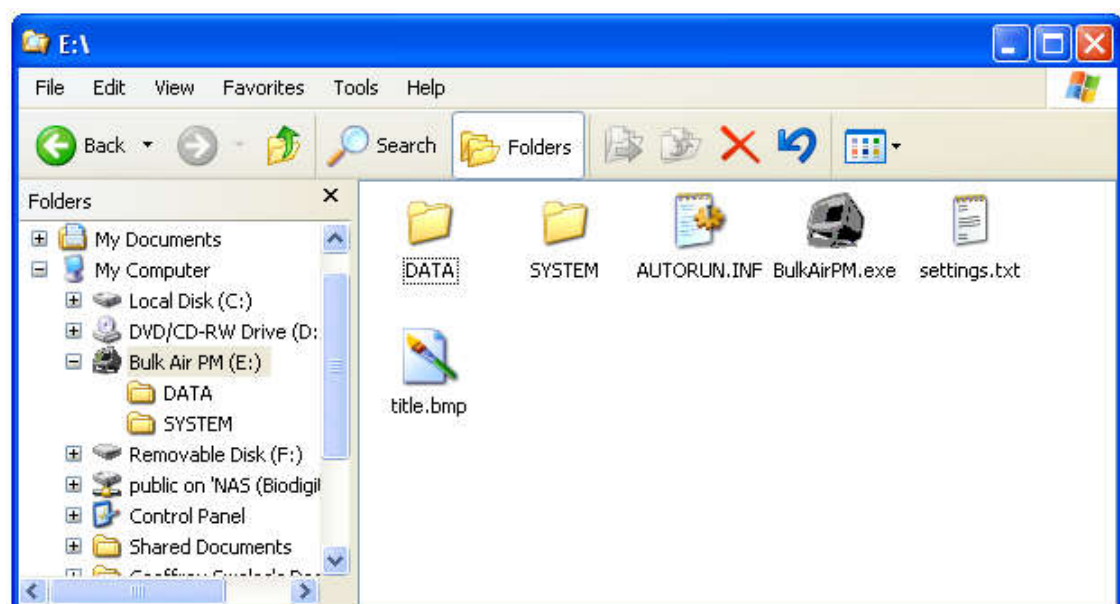 E:\
File Edit View Favorites Tools Help
Back Search Folders
Folders
My Documents
My Computer
Local Disk (C:)
DVD/CD-RW Drive (D:
Bulk Air PM (E:)
DATA
SYSTEM
Removable Disk (F:)
public on 'NAS (Biodigit
Control Panel
Shared Documents
DATA SYSTEM AUTORUN.INF BulkAirPM.exe settings.txt
title.bmp